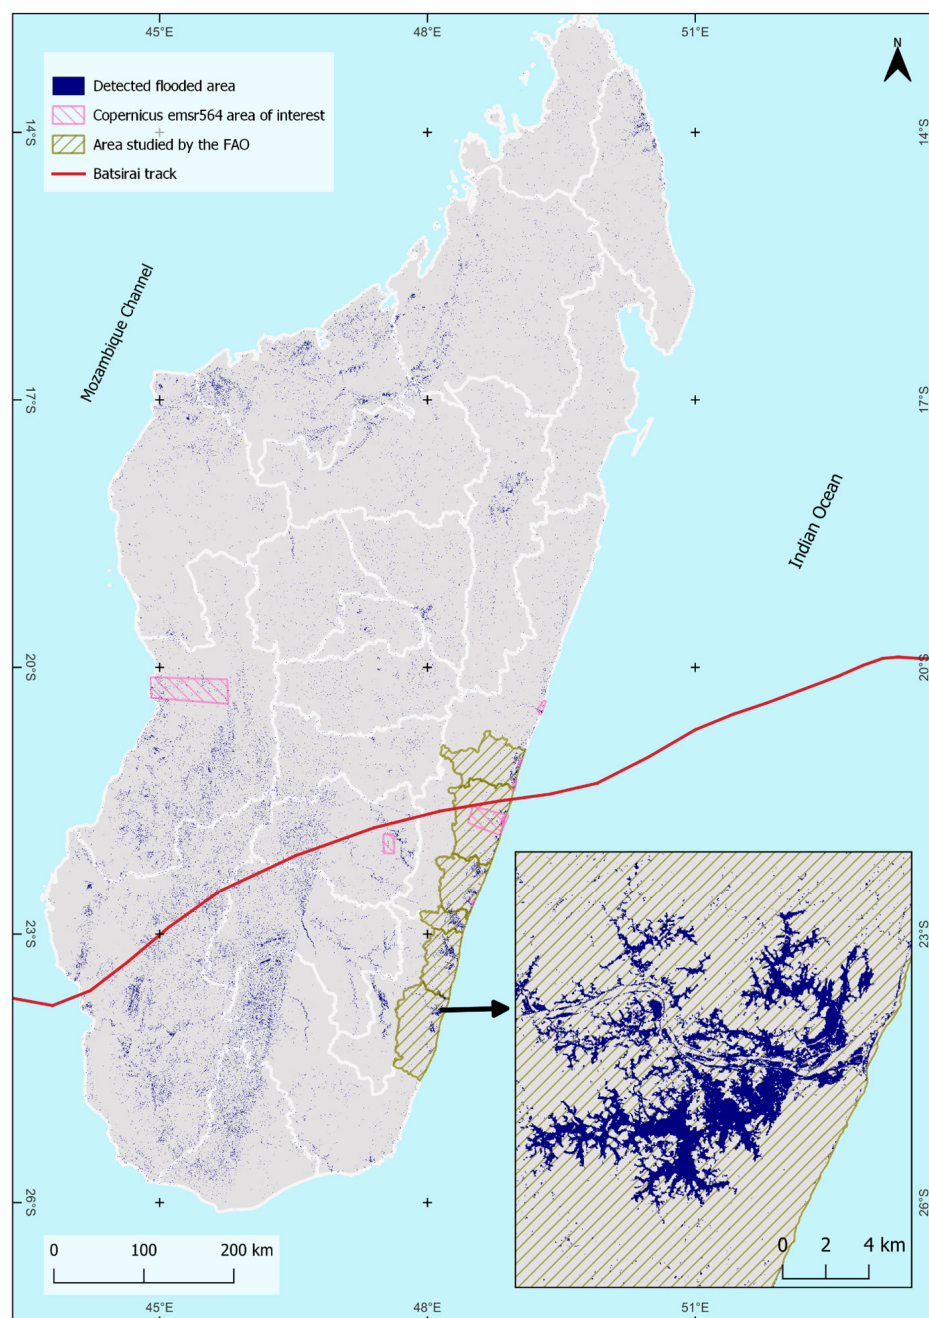 45°E 48°E 51°E
N
Detected flooded area
Copernicus emsr564 area of interest
Area studied by the FAO
Batsirai track
14°S 14°S
Mozambique Channel
17°S 17°S
Indian Ocean
20°S 20°S
23°S 23°S
26°S 26°S
0 100 200 km
0 2 4 km
45°E 48°E 51°E